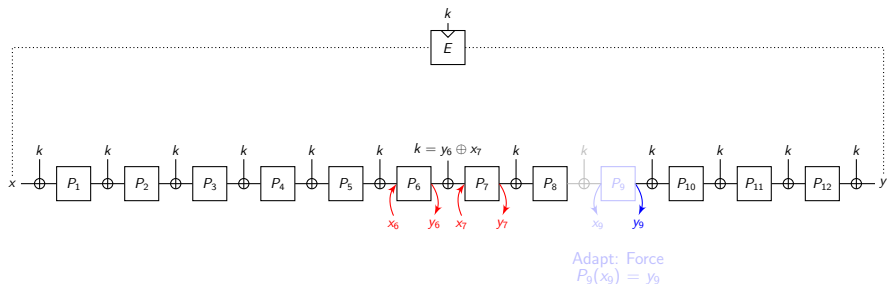 k
E
k k k k k k k = y₆ ⊕ x₇ k k k k k k
x P₁ P₂ P₃ P₄ P₅ P₆ P₇ P₈ P₉ P₁₀ P₁₁ P₁₂ y
x₆ y₆ x₇ y₇ x₉ y₉
Adapt: Force
P₉(x₉) = y₉